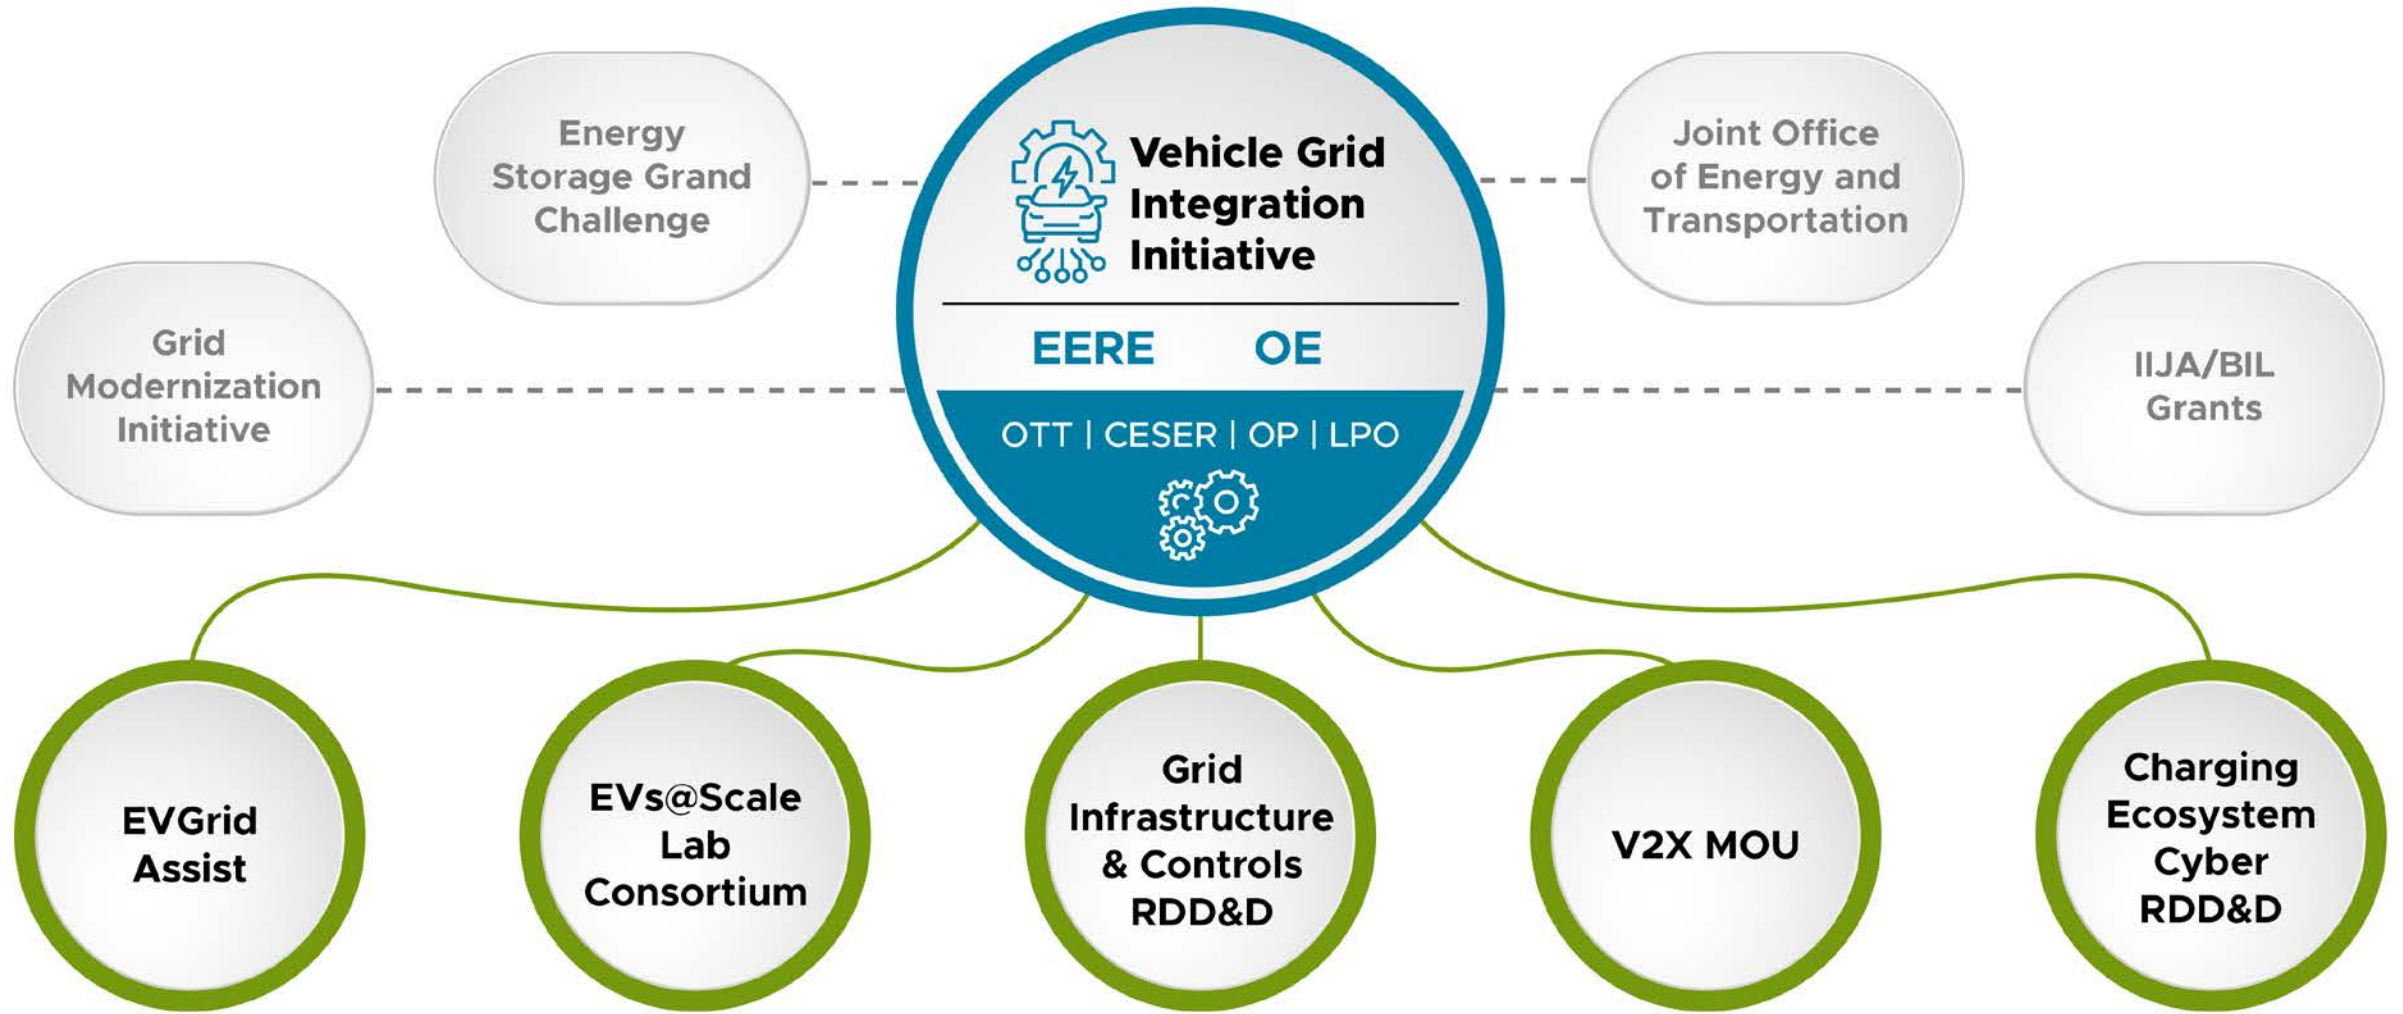 Energy
Storage Grand
Challenge
Vehicle Grid
Integration
Initiative
Joint Office
of Energy and
Transportation
Grid
Modernization
Initiative
EERE OE
IIJA/BIL
Grants
OTT | CESER | OP | LPO
EVGrid
Assist
EVs@Scale
Lab
Consortium
Grid
Infrastructure
& Controls
RDD&D
V2X MOU
Charging
Ecosystem
Cyber
RDD&D